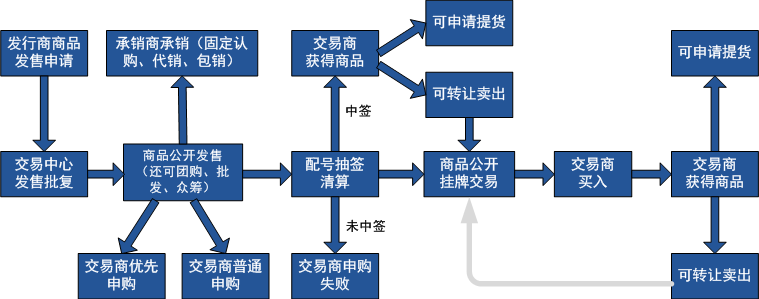 发行商商品
发售申请
承销商承销（固定认
购、代销、包销）
交易商
获得商品
可申请提货
可转让卖出
可申请提货
中签
交易中心
发售批复
商品公开发售
（还可团购、批
发、众筹）
配号抽签
清算
商品公开
挂牌交易
交易商
买入
交易商
获得商品
未中签
交易商优先
申购
交易商普通
申购
交易商申购
失败
可转让卖出